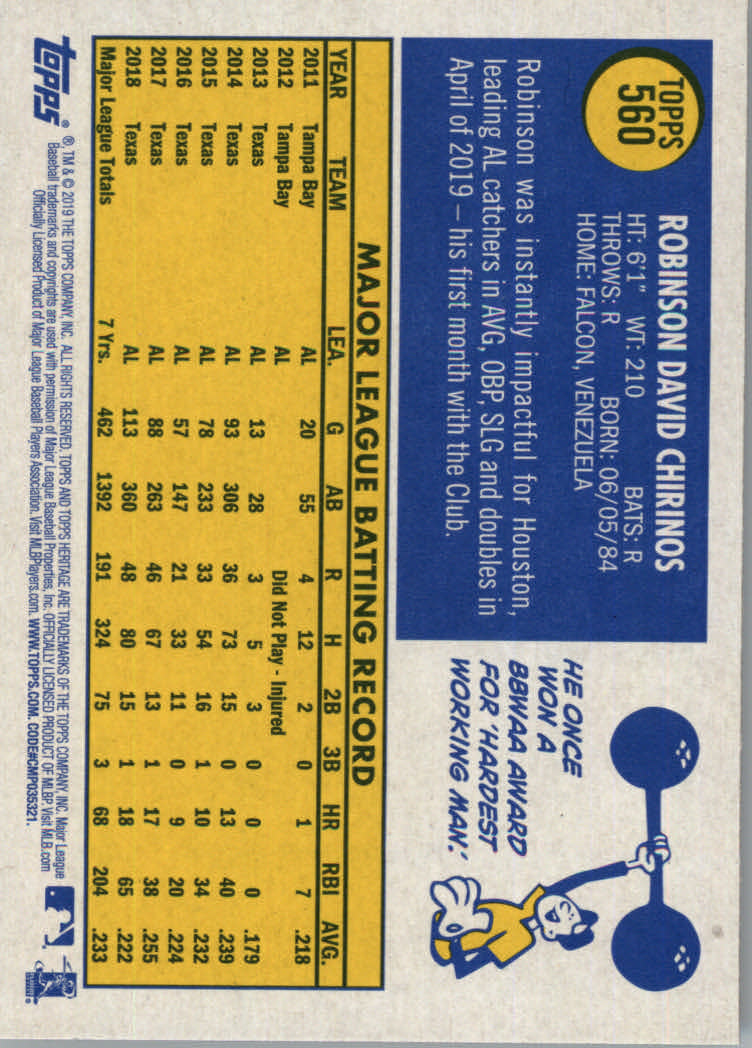 TOPPS
560
ROBINSON DAVID CHIRINOS
HT: 6'1" WT: 210 BATS: R
THROWS: R BORN: 06/05/84
HOME: FALCON, VENEZUELA
Robinson was instantly impactful for Houston,
leading AL catchers in AVG, OBP, SLG and doubles in
April of 2019 – his first month with the Club.
HE ONCE
WON A
BBWAA AWARD
FOR 'HARDEST
WORKING MAN.'
MAJOR LEAGUE BATTING RECORD
YEAR TEAM LEA. G AB R H 2B 3B HR RBI AVG.
2011 Tampa Bay AL 20 55 4 12 2 0 1 7 .218
2012 Tampa Bay AL Did Not Play - Injured
2013 Texas AL 13 28 3 5 3 0 0 0 .179
2014 Texas AL 93 306 36 73 15 0 13 40 .239
2015 Texas AL 78 233 33 54 16 1 10 34 .232
2016 Texas AL 57 147 21 33 11 0 9 20 .224
2017 Texas AL 88 263 46 67 13 1 17 38 .255
2018 Texas AL 113 360 48 80 15 1 18 65 .222
Major League Totals 7 Yrs. 462 1392 191 324 75 3 68 204 .233
topps®
®, TM & © 2019 THE TOPPS COMPANY, INC. ALL RIGHTS RESERVED. TOPPS AND TOPPS HERITAGE ARE TRADEMARKS OF THE TOPPS COMPANY, INC. Major League
Baseball trademarks and copyrights are used with permission of Major League Baseball Properties, Inc. OFFICIALLY LICENSED PRODUCT OF MLBP. Visit MLB.com
Officially Licensed Product of Major League Baseball Players Association. Visit MLBPlayers.com. WWW.TOPPS.COM. CODE#CMP035321.